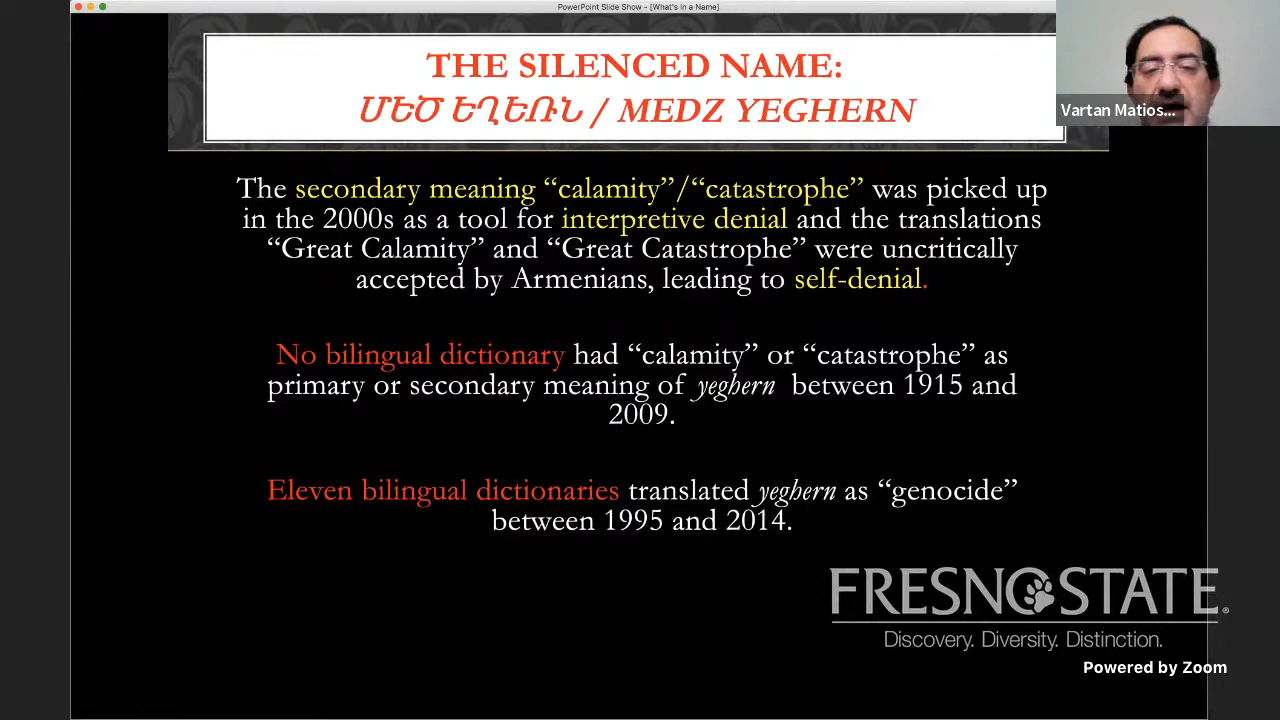 PowerPoint Slide Show - [What's in a Name]
THE SILENCED NAME:
ՄԵԾ ԵՂԵՌՆ / MEDZ YEGHERN
Vartan Matios...
The secondary meaning “calamity”/“catastrophe” was picked up
in the 2000s as a tool for interpretive denial and the translations
“Great Calamity” and “Great Catastrophe” were uncritically
accepted by Armenians, leading to self-denial.
No bilingual dictionary had “calamity” or “catastrophe” as
primary or secondary meaning of yeghern between 1915 and
2009.
Eleven bilingual dictionaries translated yeghern as “genocide”
between 1995 and 2014.
FRESNO STATE®
Discovery. Diversity. Distinction.
Powered by Zoom